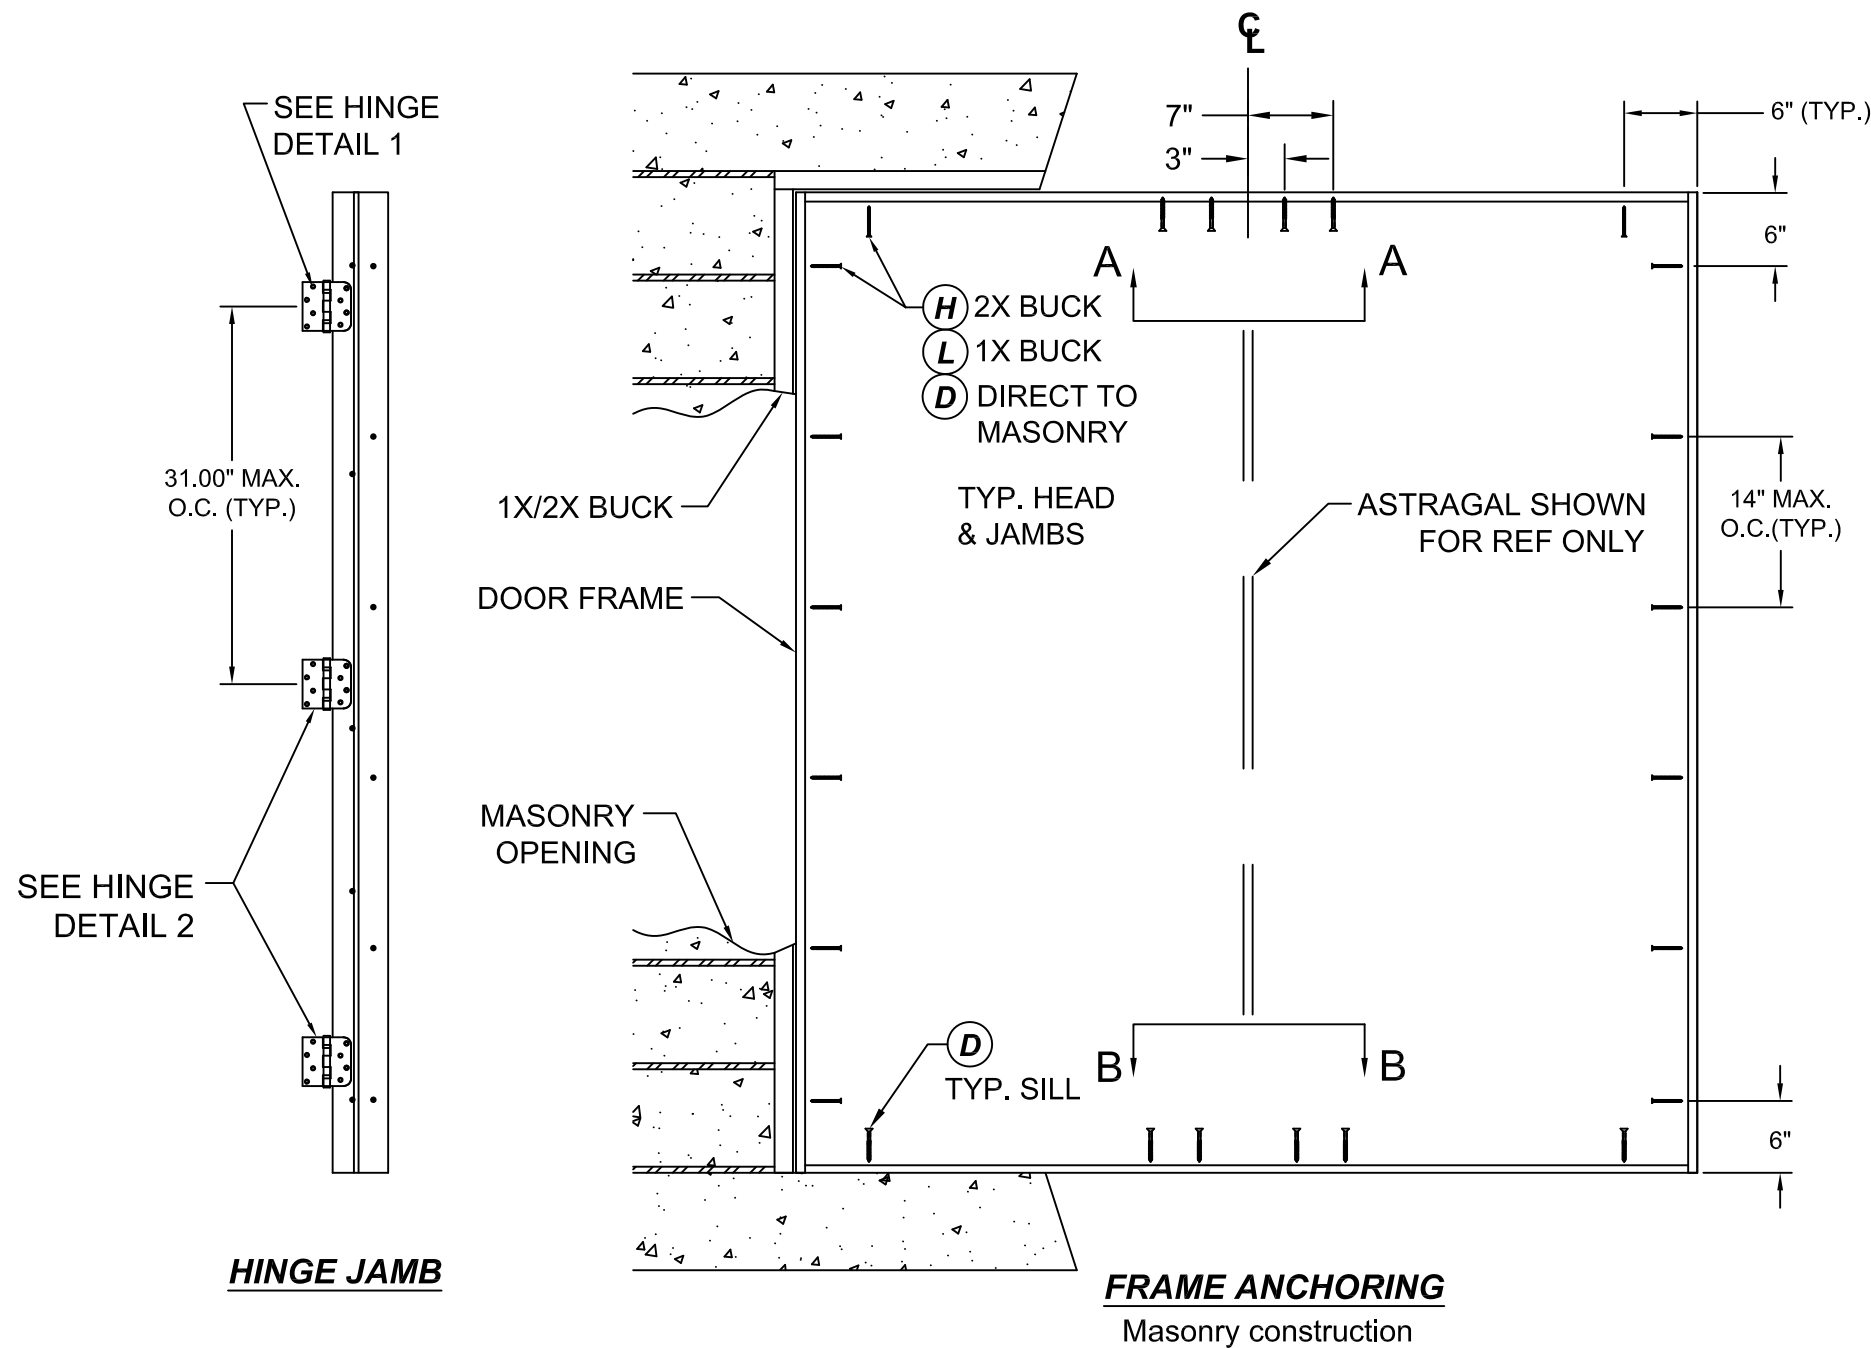 SEE HINGE
DETAIL 1
31.00" MAX.
O.C. (TYP.)
SEE HINGE
DETAIL 2
HINGE JAMB
CL
7"
3"
6" (TYP.)
6"
A A
H 2X BUCK
L 1X BUCK
D DIRECT TO
MASONRY
TYP. HEAD
& JAMBS
1X/2X BUCK
ASTRAGAL SHOWN
FOR REF ONLY
14" MAX.
O.C.(TYP.)
DOOR FRAME
MASONRY
OPENING
D
TYP. SILL
B B
6"
FRAME ANCHORING
Masonry construction